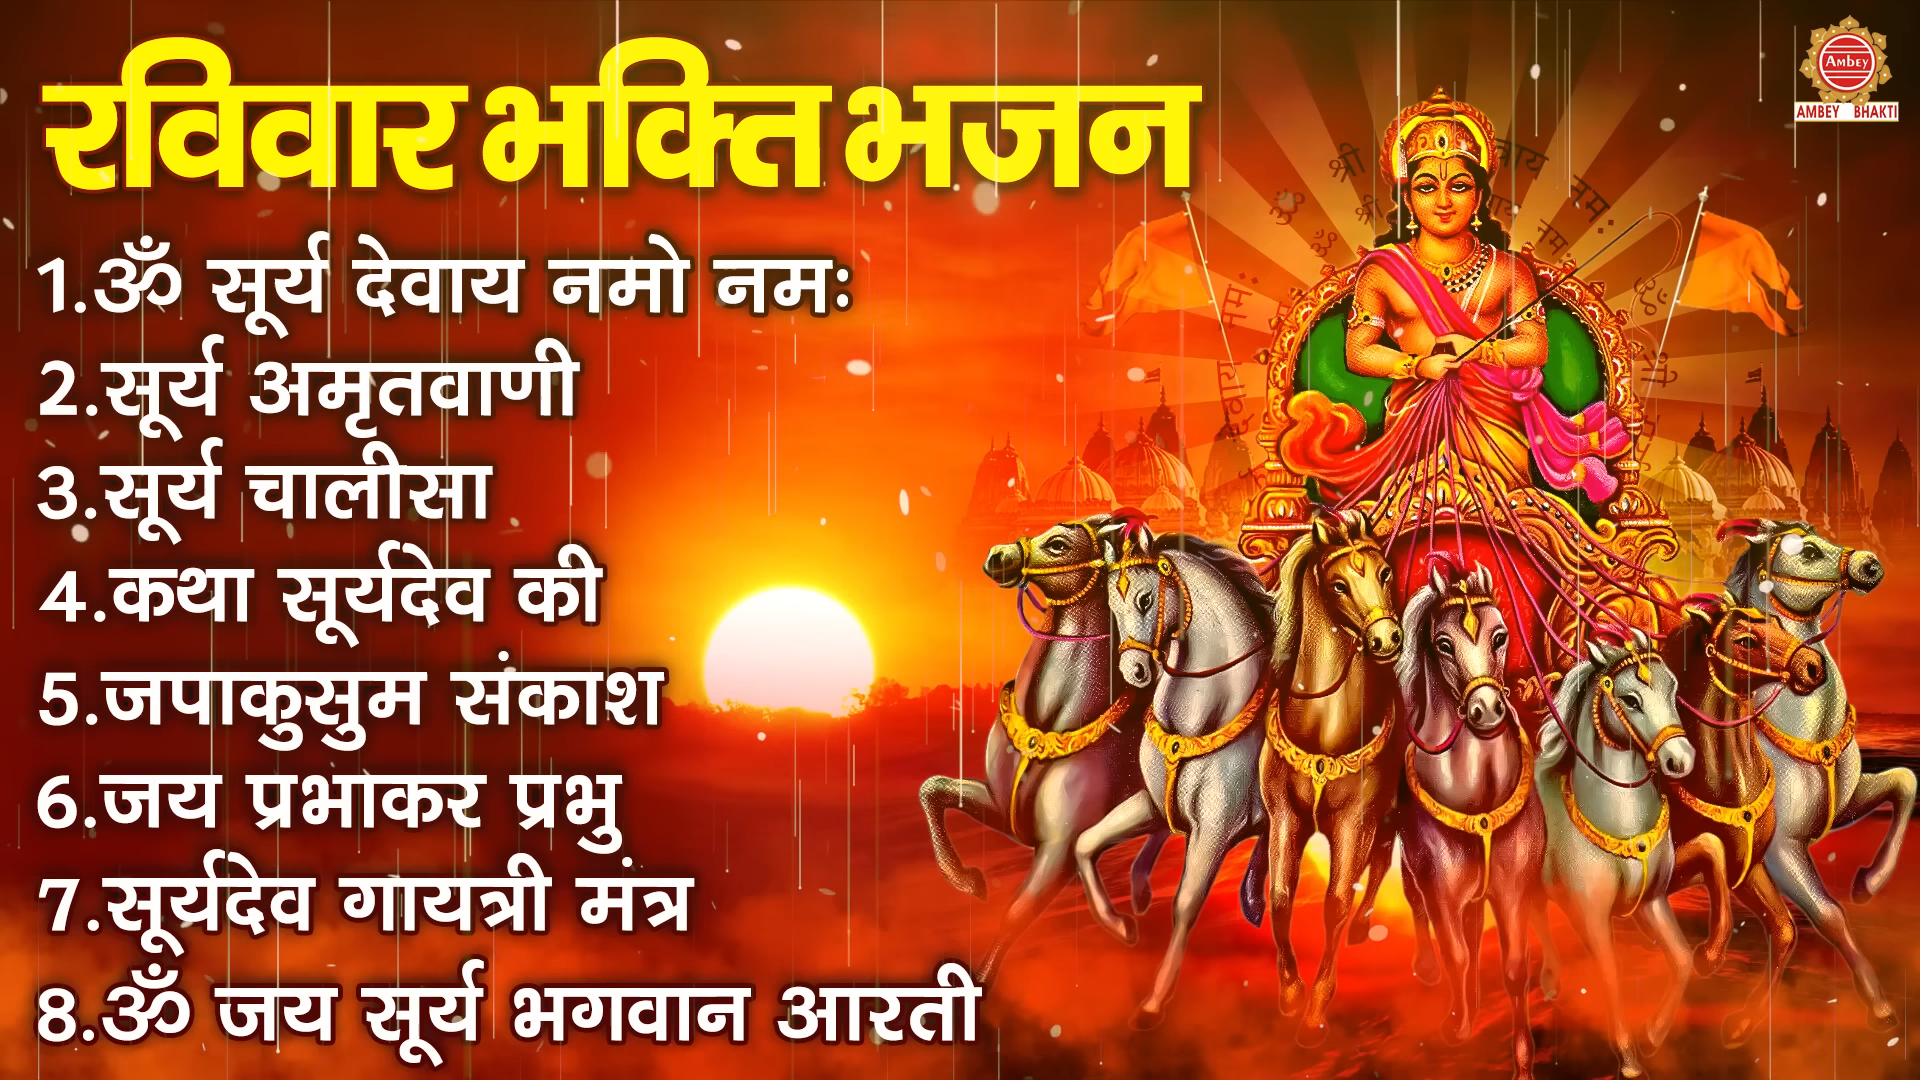 रविवार भक्ति भजन
1.ॐ सूर्य देवाय नमो नमः
2.सूर्य अमृतवाणी
3.सूर्य चालीसा
4.कथा सूर्यदेव की
5.जपाकुसुम संकाश
6.जय प्रभाकर प्रभु
7.सूर्यदेव गायत्री मंत्र
8.ॐ जय सूर्य भगवान आरती
AMBEY
AMBEY BHAKTI